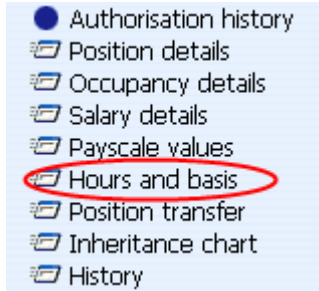 Authorisation history
Position details
Occupancy details
Salary details
Payscale values
Hours and basis
Position transfer
Inheritance chart
History